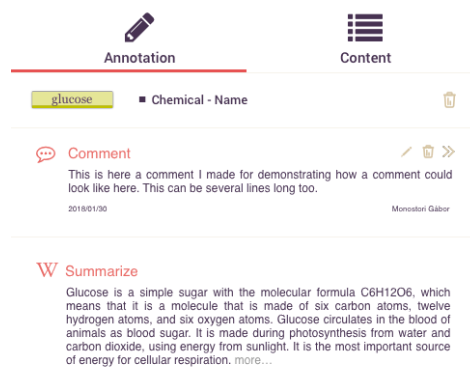 Annotation Content
glucose Chemical - Name
Comment
This is here a comment I made for demonstrating how a comment could
look like here. This can be several lines long too.
2016/01/30 Monostori Gábor
W Summarize
Glucose is a simple sugar with the molecular formula C6H12O6, which
means that it is a molecule that is made of six carbon atoms, twelve
hydrogen atoms, and six oxygen atoms. Glucose circulates in the blood of
animals as blood sugar. It is made during photosynthesis from water and
carbon dioxide, using energy from sunlight. It is the most important source
of energy for cellular respiration. more...